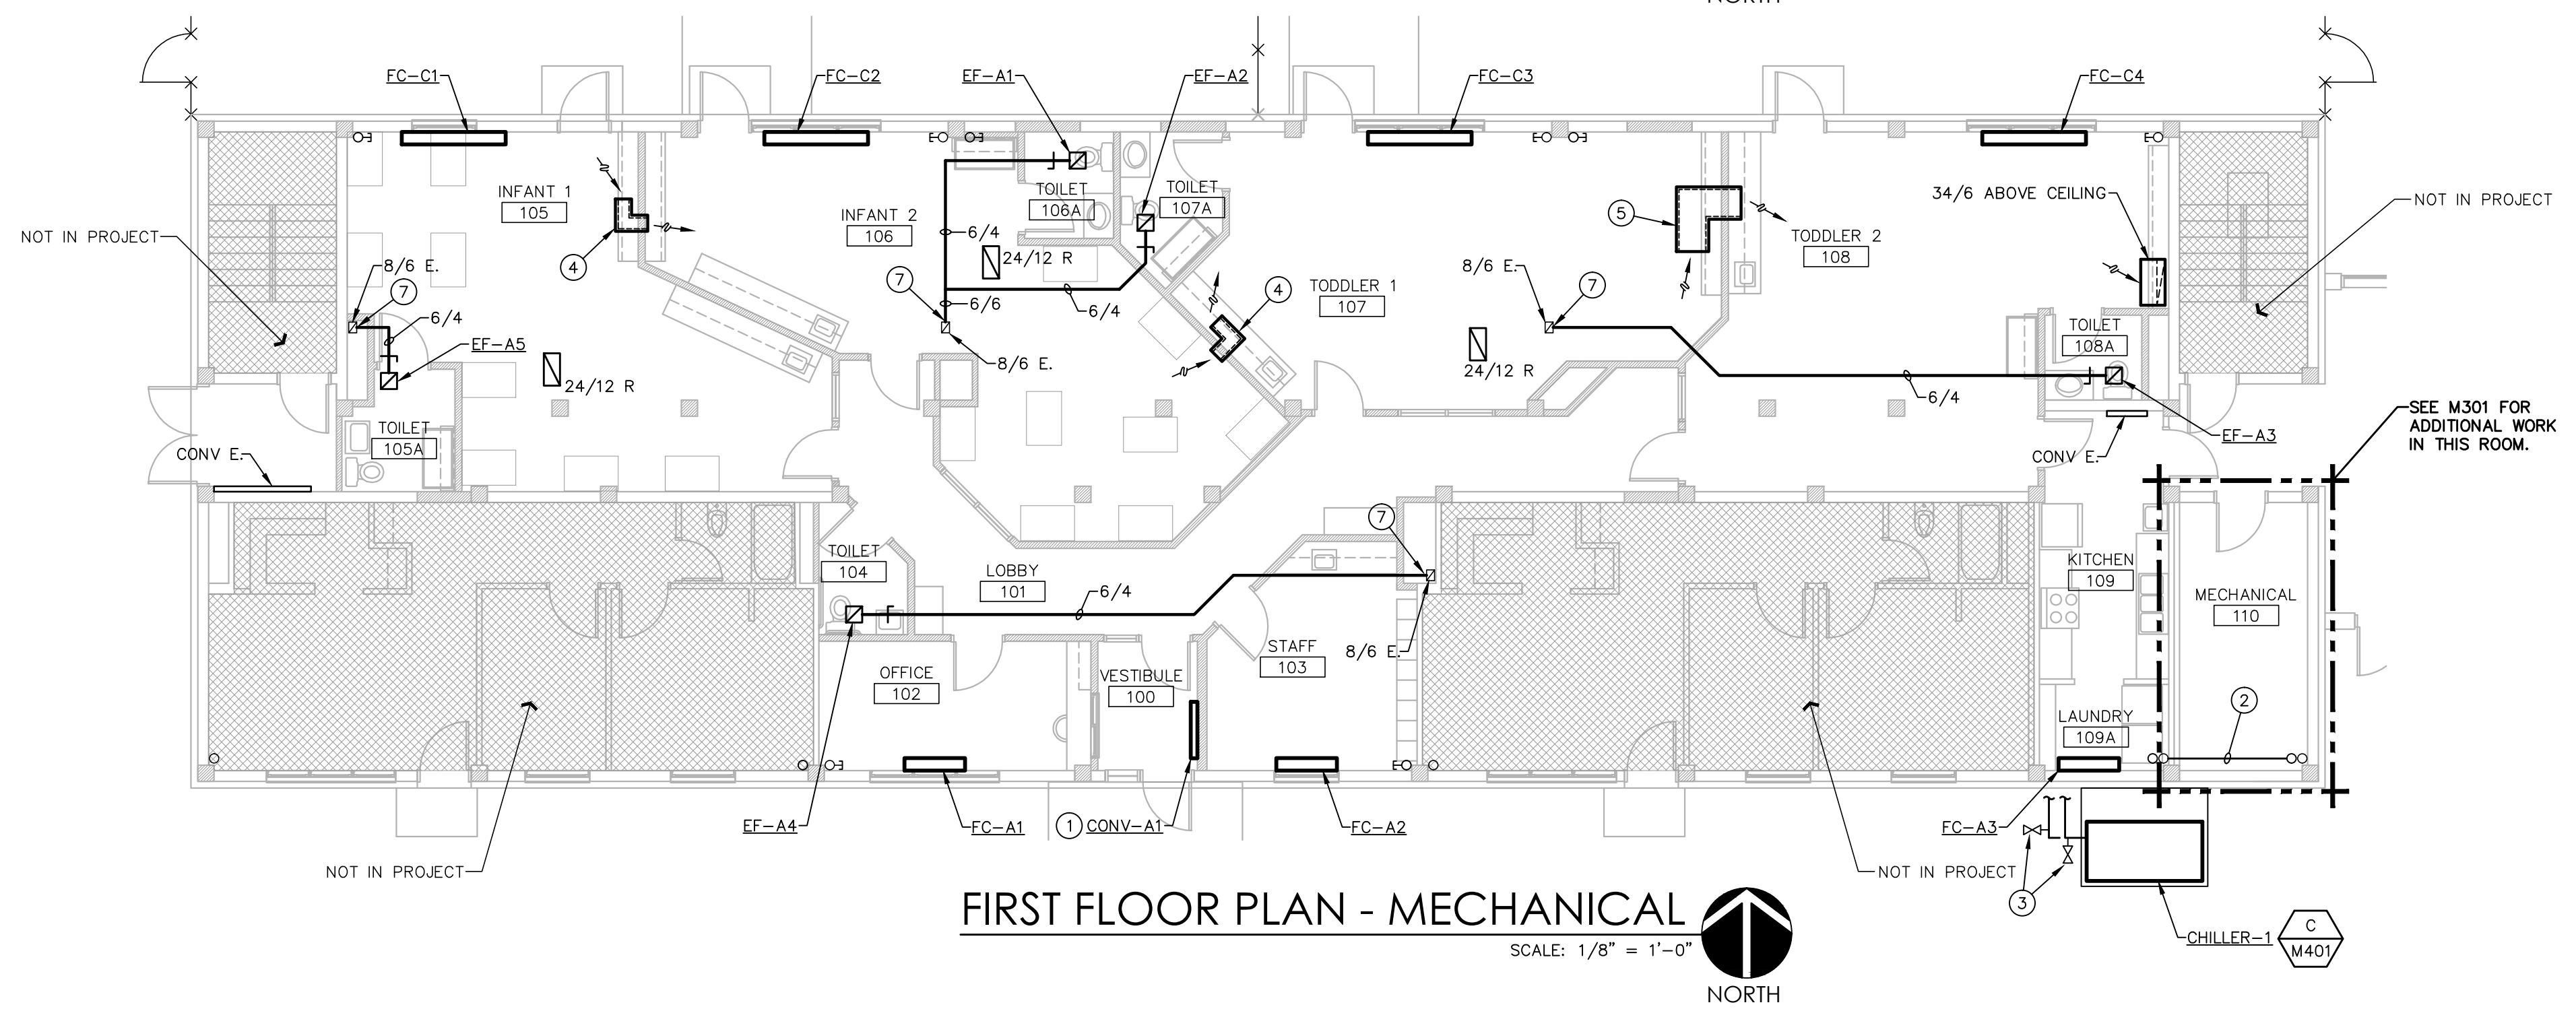 NORTH
FC-C1
FC-C2
EF-A1
EF-A2
FC-C3
FC-C4
INFANT 1
105
INFANT 2
106
TOILET
106A
TOILET
107A
34/6 ABOVE CEILING
NOT IN PROJECT
NOT IN PROJECT
5
TODDLER 2
108
4
6/4
24/12 R
8/6 E.
7
7
6/6
6/4
4
TODDLER 1
107
8/6 E.
7
6/4
EF-A5
24/12 R
8/6 E.
24/12 R
TOILET
108A
6/4
EF-A3
SEE M301 FOR
ADDITIONAL WORK
IN THIS ROOM.
TOILET
105A
CONV E.
CONV E.
7
TOILET
104
LOBBY
101
6/4
KITCHEN
109
MECHANICAL
110
8/6 E.
STAFF
103
OFFICE
102
VESTIBULE
100
LAUNDRY
109A
2
EF-A4
FC-A1
1
CONV-A1
FC-A2
FC-A3
NOT IN PROJECT
NOT IN PROJECT
3
CHILLER-1
C
M401
FIRST FLOOR PLAN - MECHANICAL
SCALE: 1/8" = 1'-0"
NORTH